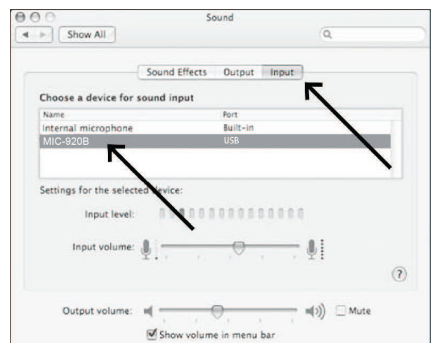 Sound
Show All
Sound Effects Output Input
Choose a device for sound input
Name Port
Internal microphone Built-in
MIC-920B USB
Settings for the selected device:
Input level:
Input volume:
?
Output volume: Mute
Show volume in menu bar